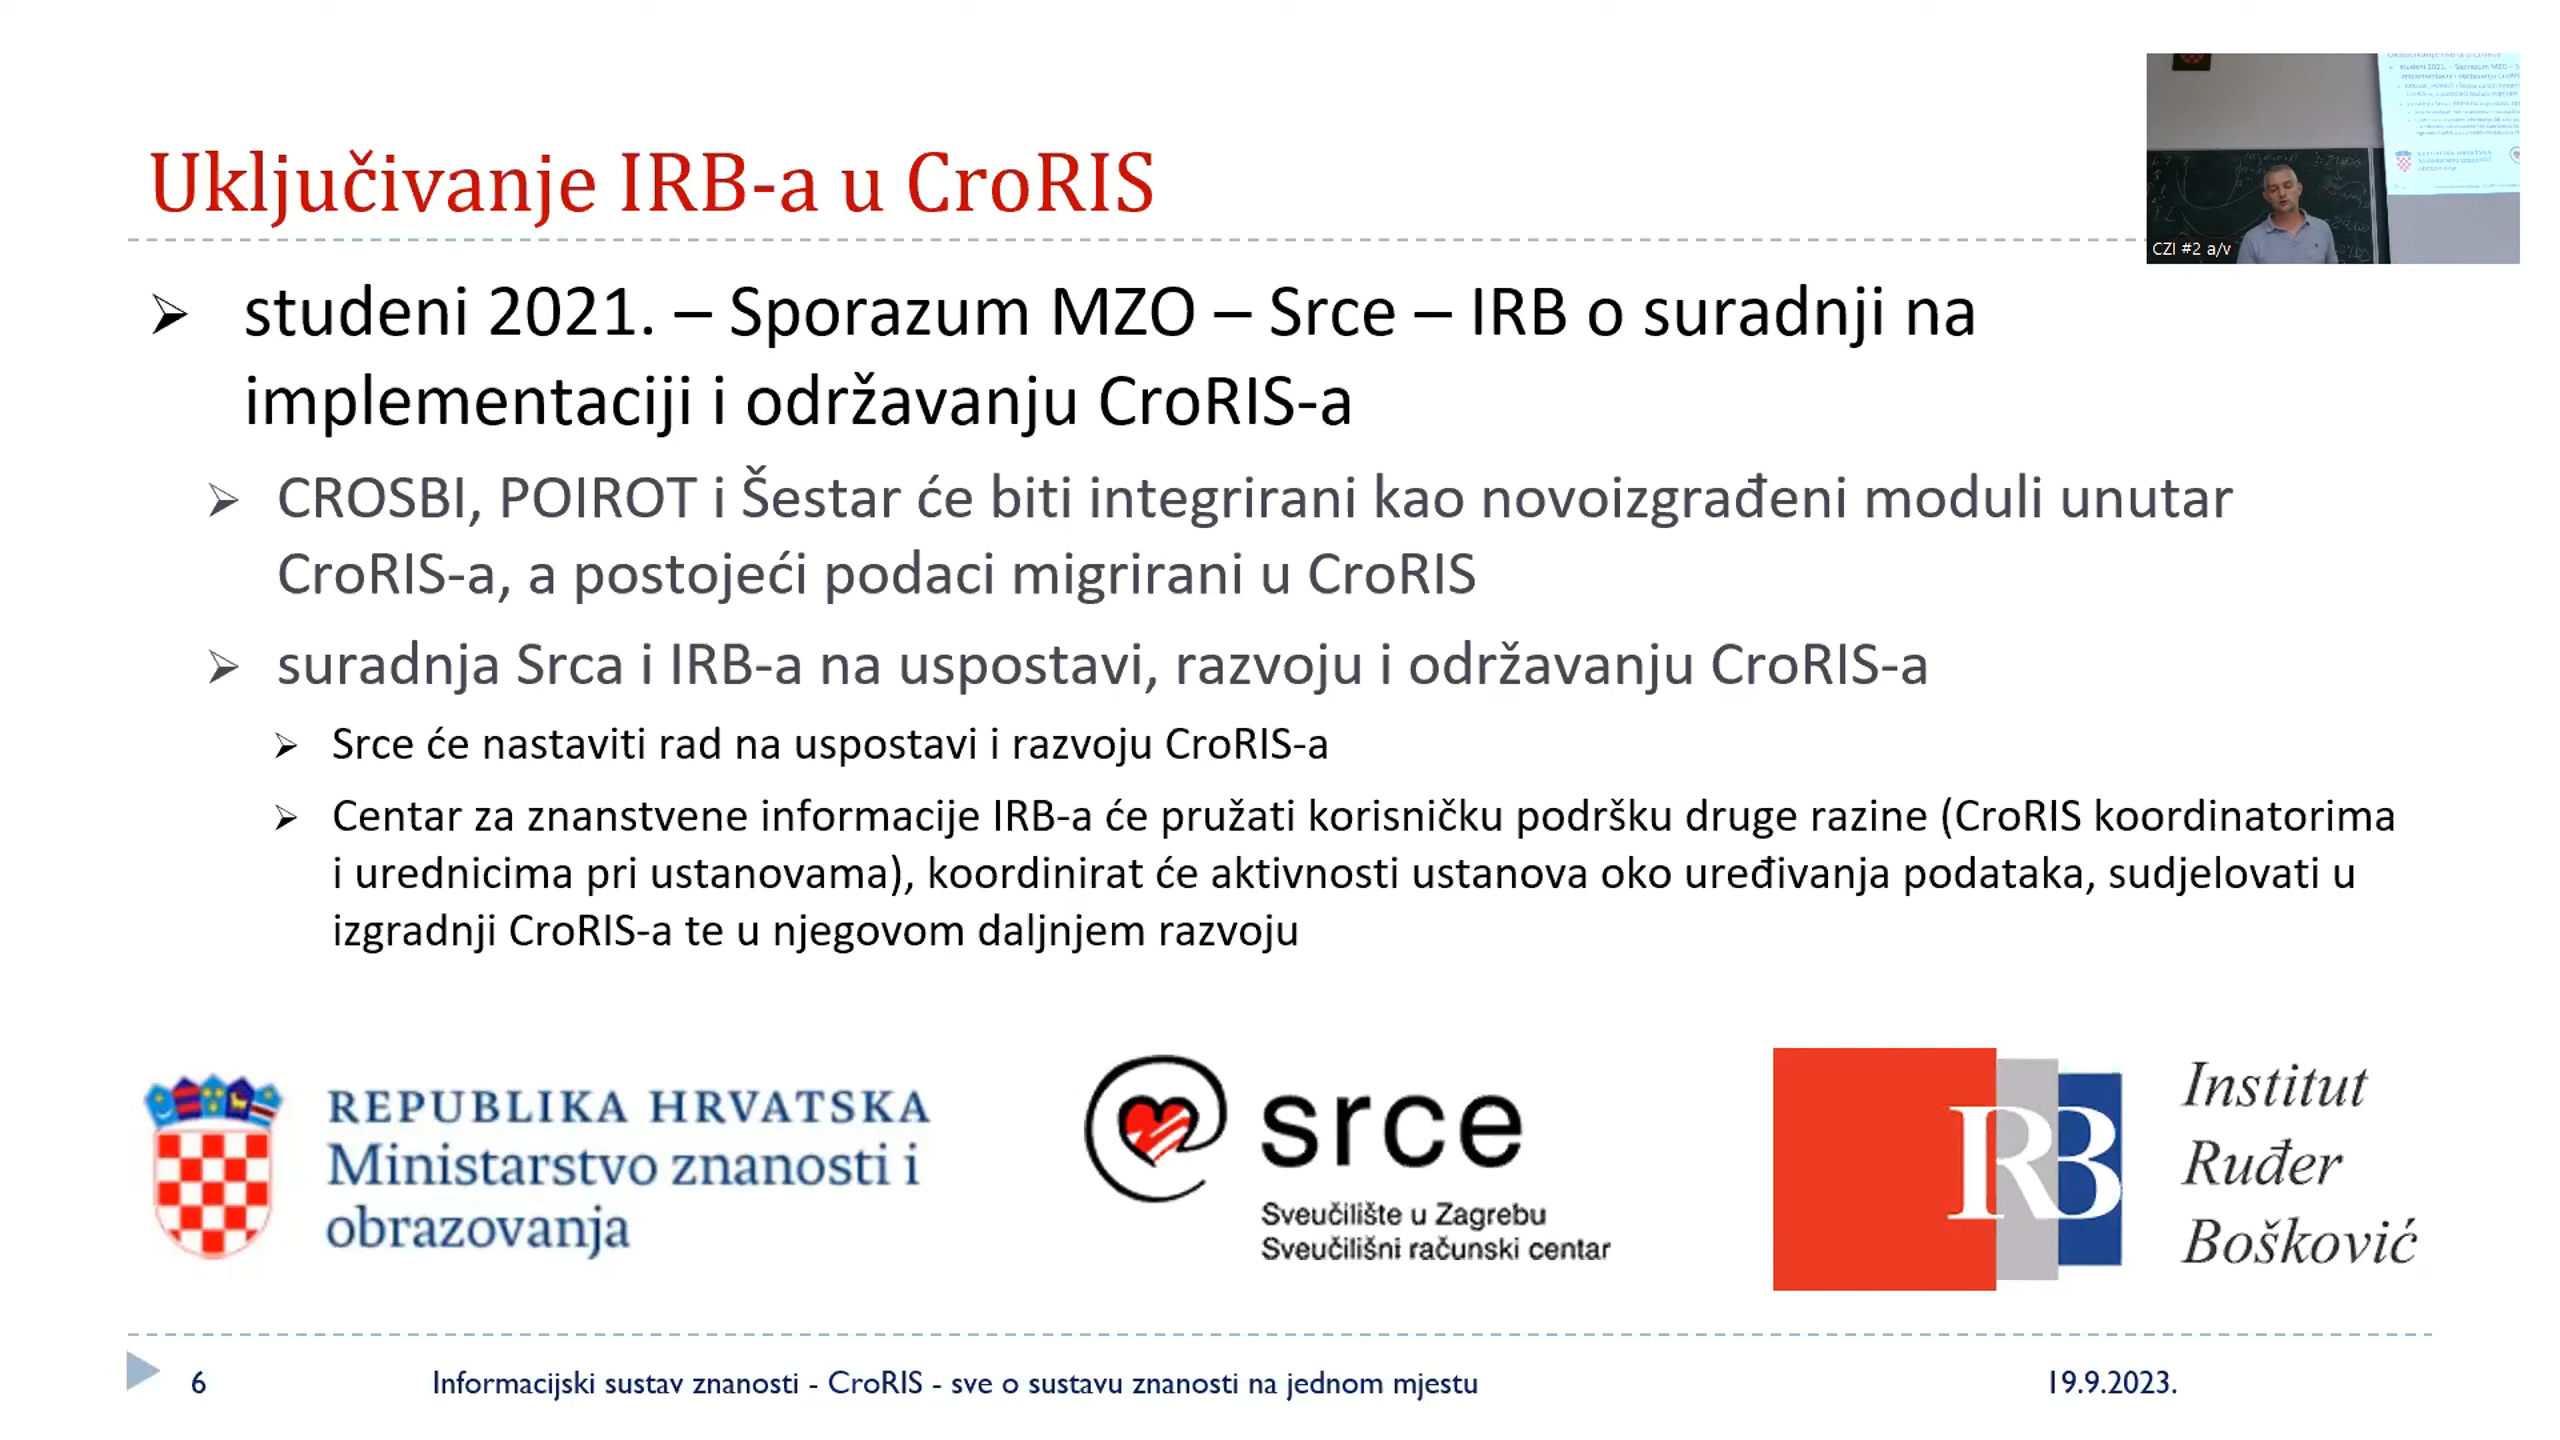 Uključivanje IRB-a u CroRIS
CZI #2 a/v
studeni 2021. – Sporazum MZO – Srce – IRB o suradnji na
implementaciji i održavanju CroRIS-a
CROSBI, POIROT i Šestar će biti integrirani kao novoizgrađeni moduli unutar
CroRIS-a, a postojeći podaci migrirani u CroRIS
suradnja Srca i IRB-a na uspostavi, razvoju i održavanju CroRIS-a
Srce će nastaviti rad na uspostavi i razvoju CroRIS-a
Centar za znanstvene informacije IRB-a će pružati korisničku podršku druge razine (CroRIS koordinatorima
i urednicima pri ustanovama), koordinirat će aktivnosti ustanova oko uređivanja podataka, sudjelovati u
izgradnji CroRIS-a te u njegovom daljnjem razvoju
REPUBLIKA HRVATSKA
Ministarstvo znanosti i
obrazovanja
srce
Sveučilište u Zagrebu
Sveučilišni računski centar
IRB
Institut
Ruđer
Bošković
6
Informacijski sustav znanosti - CroRIS - sve o sustavu znanosti na jednom mjestu
19.9.2023.